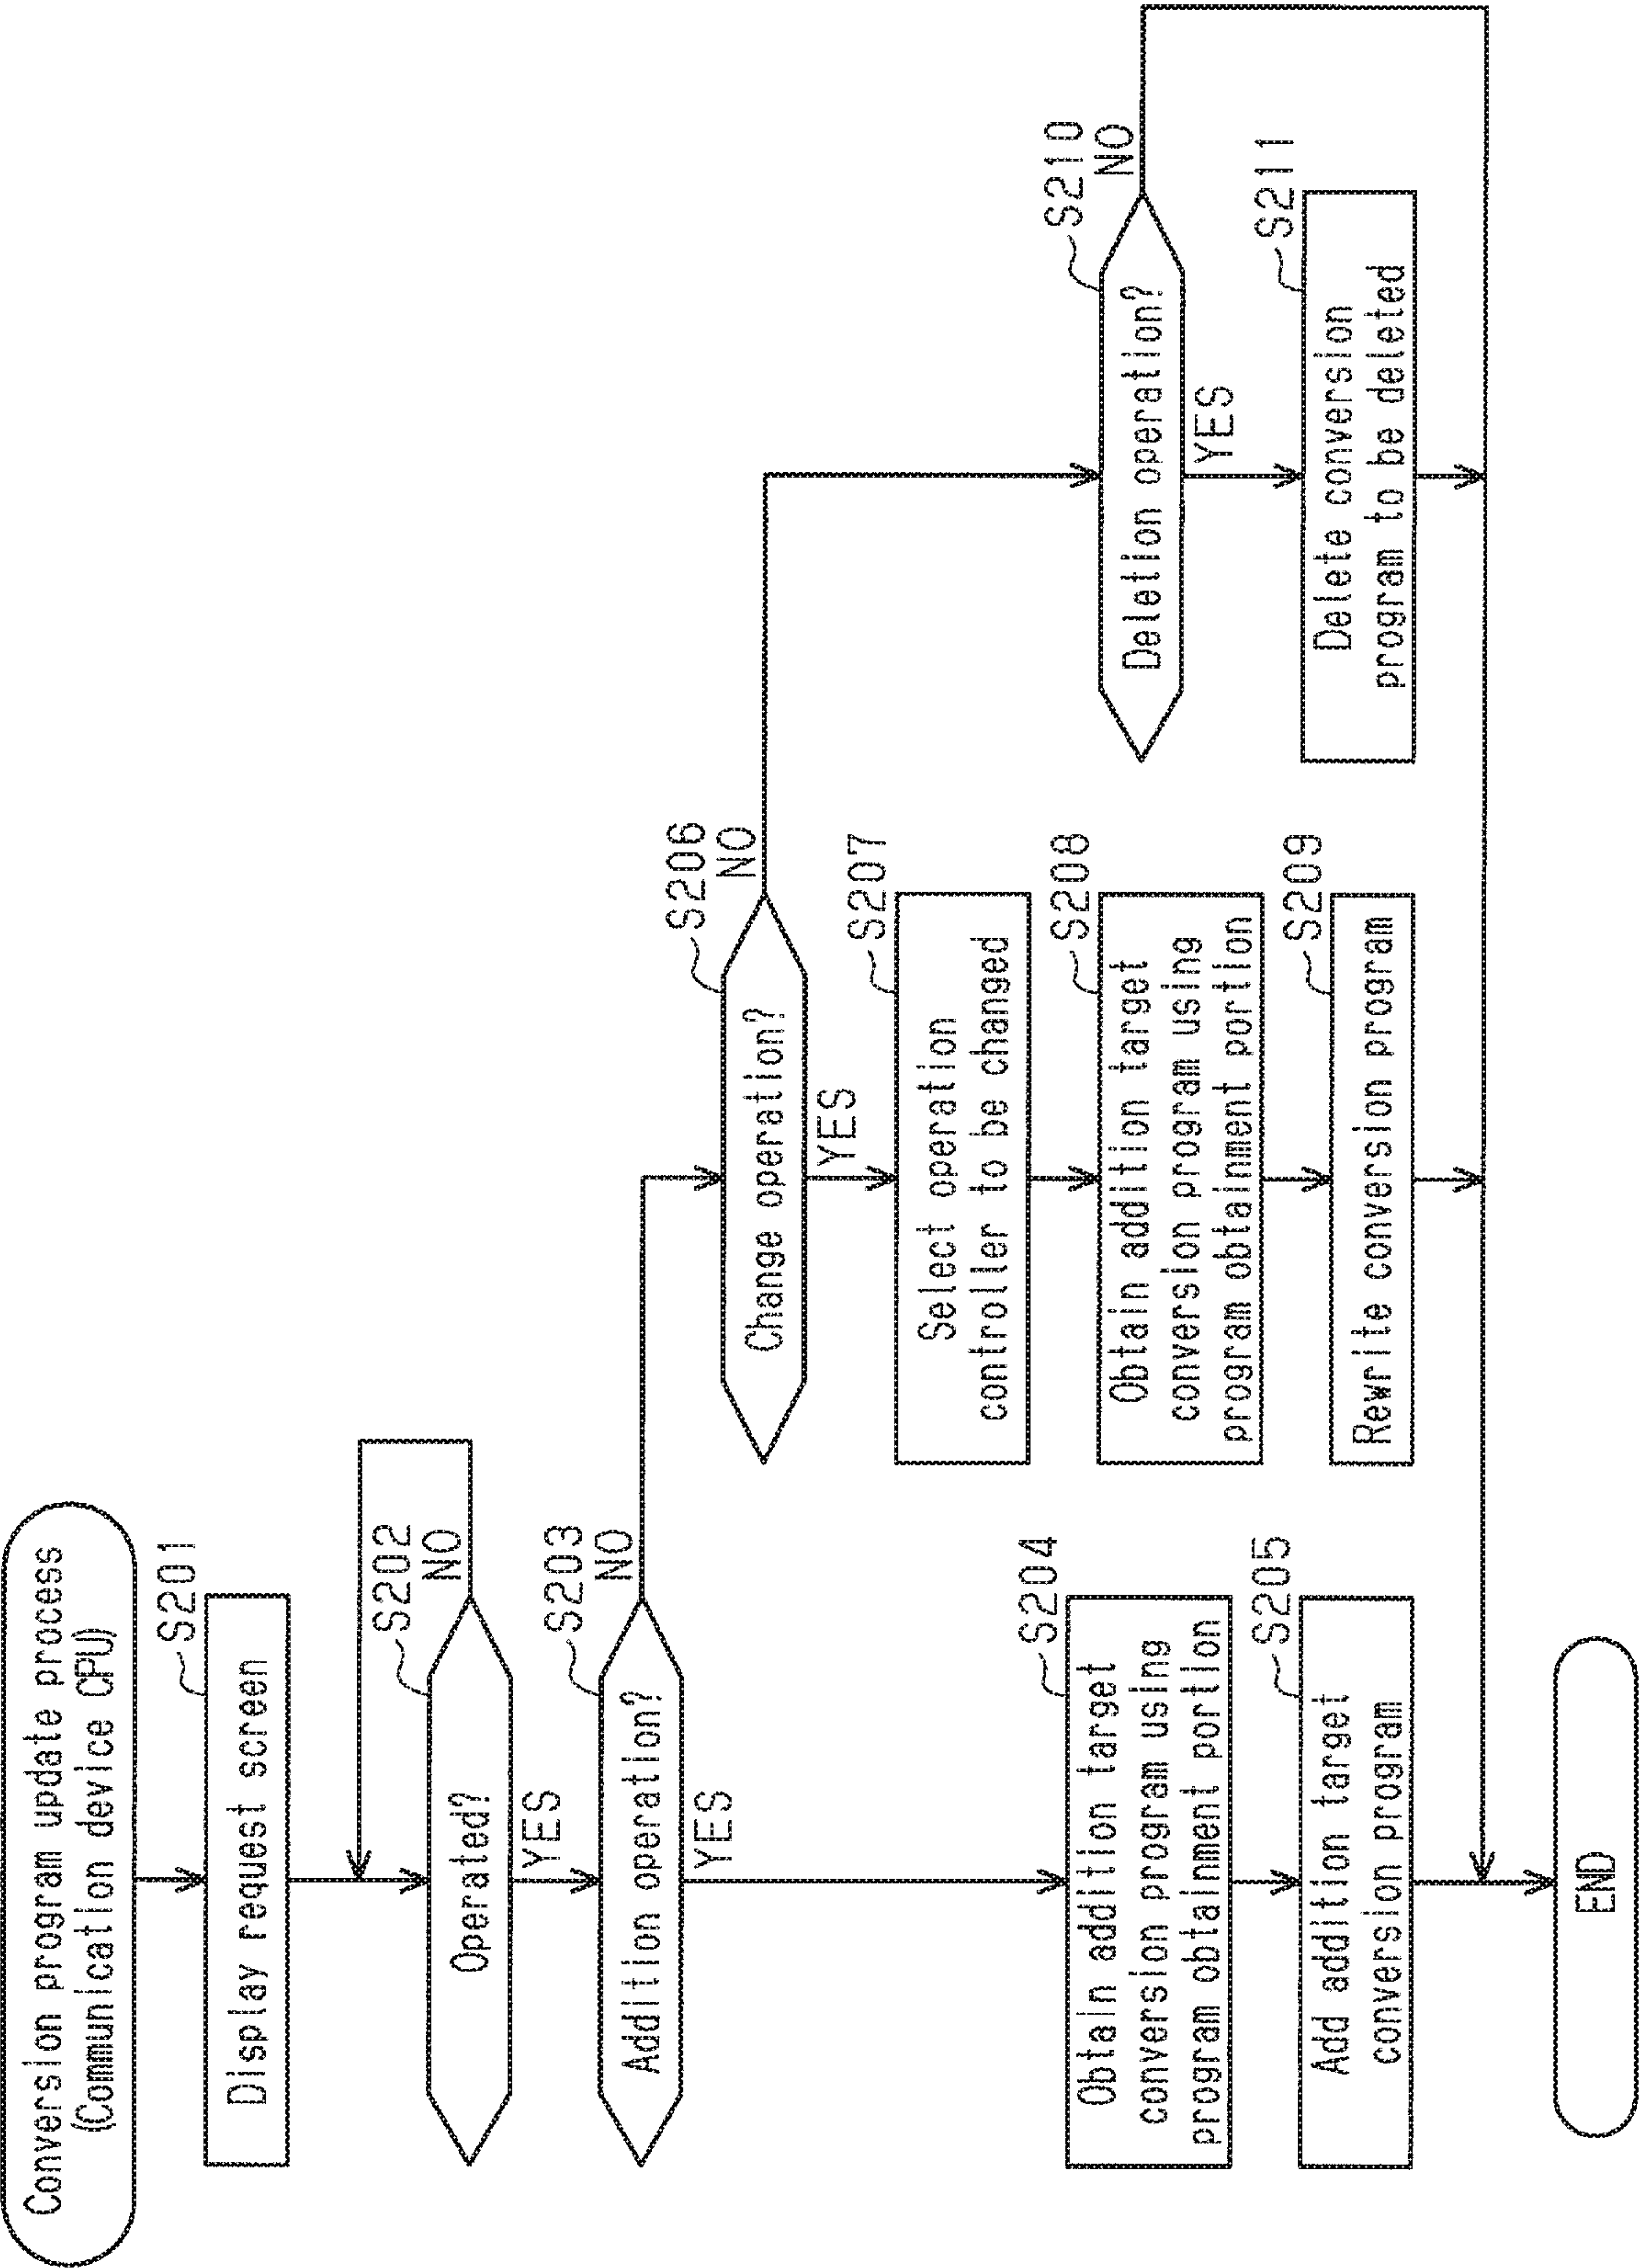 Conversion program update process
(Communication device CPU)
S201
Display request screen
S202
NO
Operated?
YES
S203
NO
Addition operation?
YES
S204
Obtain addition target
conversion program using
program obtainment portion
S205
Add addition target
conversion program
S206
NO
Change operation?
YES
S207
Select operation
controller to be changed
S208
Obtain addition target
conversion program using
program obtainment portion
S209
Rewrite conversion program
S210
NO
Deletion operation?
YES
S211
Delete conversion
program to be deleted
END